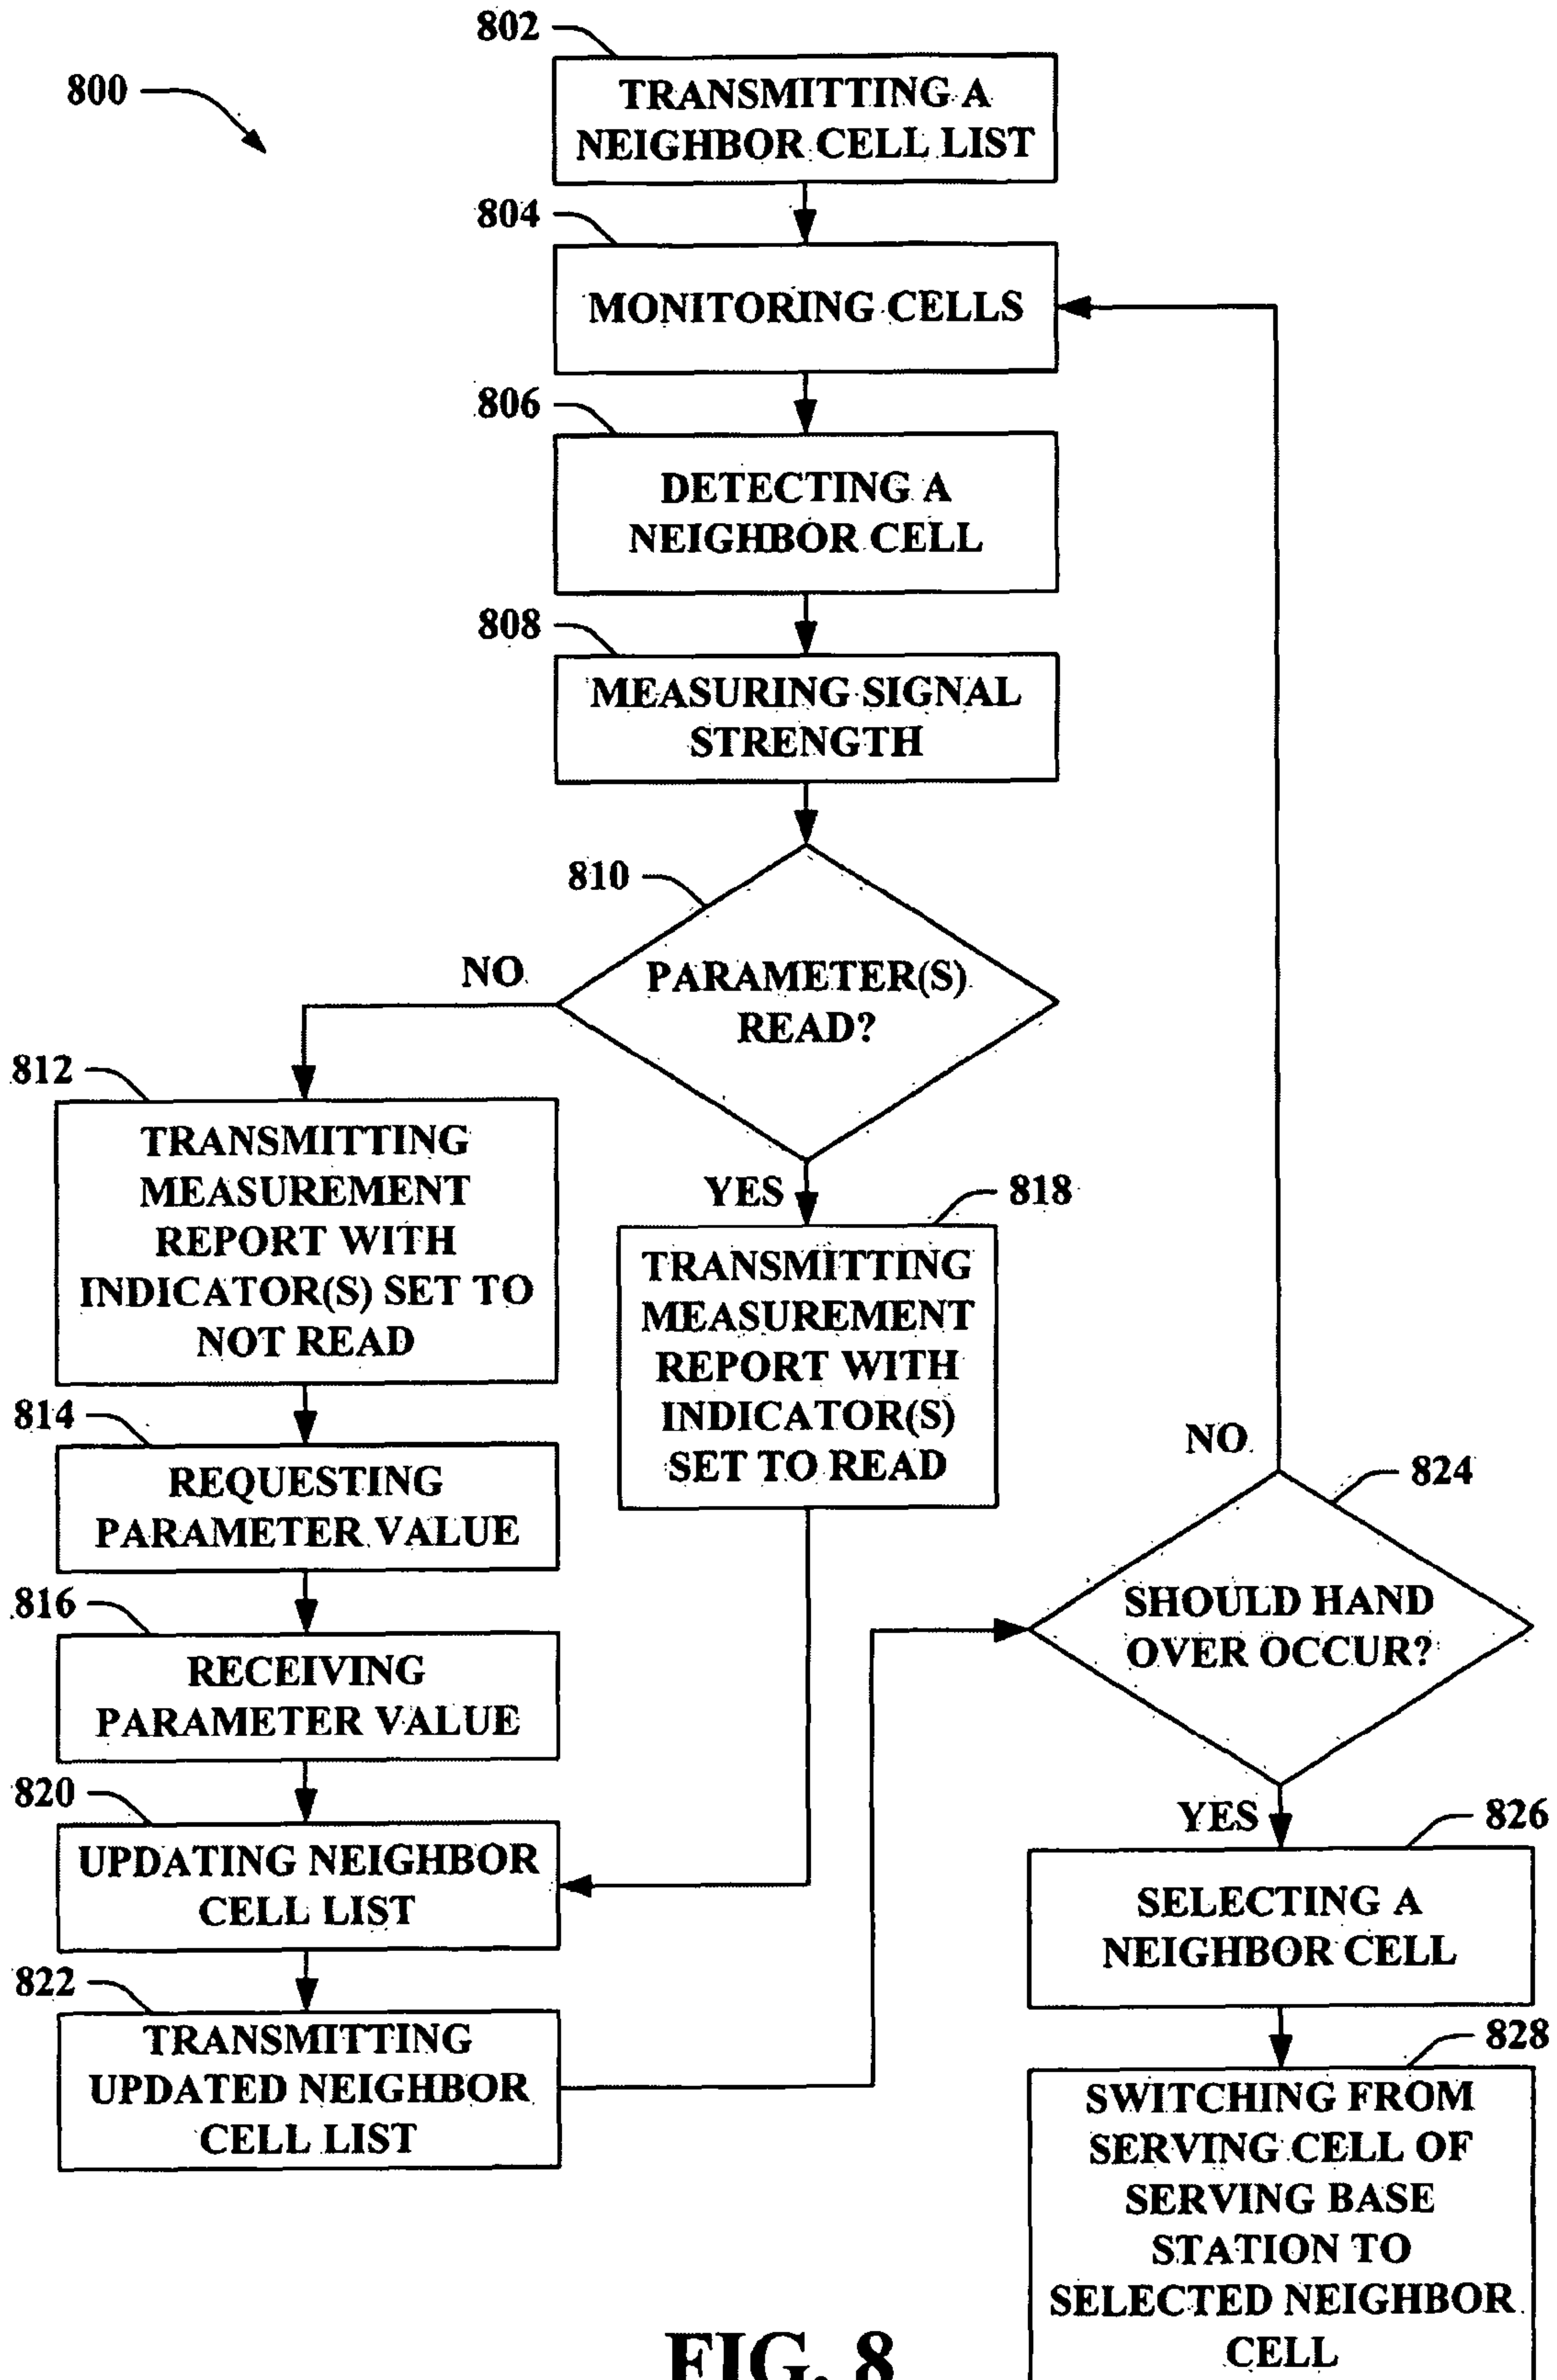 802
800
TRANSMITTING A
NEIGHBOR CELL LIST
804
MONITORING CELLS
806
DETECTING A
NEIGHBOR CELL
808
MEASURING SIGNAL
STRENGTH
810
PARAMETER(S)
READ?
NO
812
TRANSMITTING
MEASUREMENT
REPORT WITH
INDICATOR(S) SET TO
NOT READ
YES
818
TRANSMITTING
MEASUREMENT
REPORT WITH
INDICATOR(S)
SET TO READ
814
REQUESTING
PARAMETER VALUE
816
RECEIVING
PARAMETER VALUE
820
UPDATING NEIGHBOR
CELL LIST
822
TRANSMITTING
UPDATED NEIGHBOR
CELL LIST
NO
824
SHOULD HAND
OVER OCCUR?
YES
826
SELECTING A
NEIGHBOR CELL
828
SWITCHING FROM
SERVING CELL OF
SERVING BASE
STATION TO
SELECTED NEIGHBOR
CELL
FIG. 8